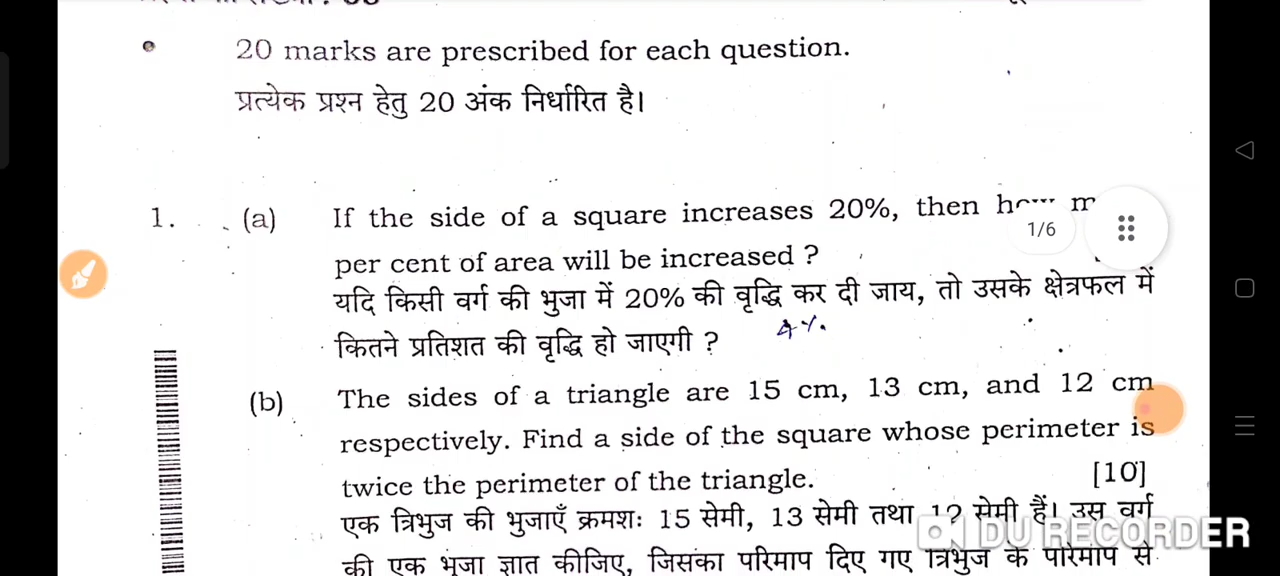 20 marks are prescribed for each question.
प्रत्येक प्रश्न हेतु 20 अंक निर्धारित है।
1. (a) If the side of a square increases 20%, then how
1/6
per cent of area will be increased ?
यदि किसी वर्ग की भुजा में 20% की वृद्धि कर दी जाय, तो उसके क्षेत्रफल में
कितने प्रतिशत की वृद्धि हो जाएगी ? 4%
(b) The sides of a triangle are 15 cm, 13 cm, and 12 cm
respectively. Find a side of the square whose perimeter is
twice the perimeter of the triangle. [10]
एक त्रिभुज की भुजाएँ क्रमशः 15 सेमी, 13 सेमी तथा 12 सेमी हैं। उस वर्ग
DU RECORDER
की एक भुजा ज्ञात कीजिए, जिसका परिमाप दिए गए त्रिभुज के परिमाप से